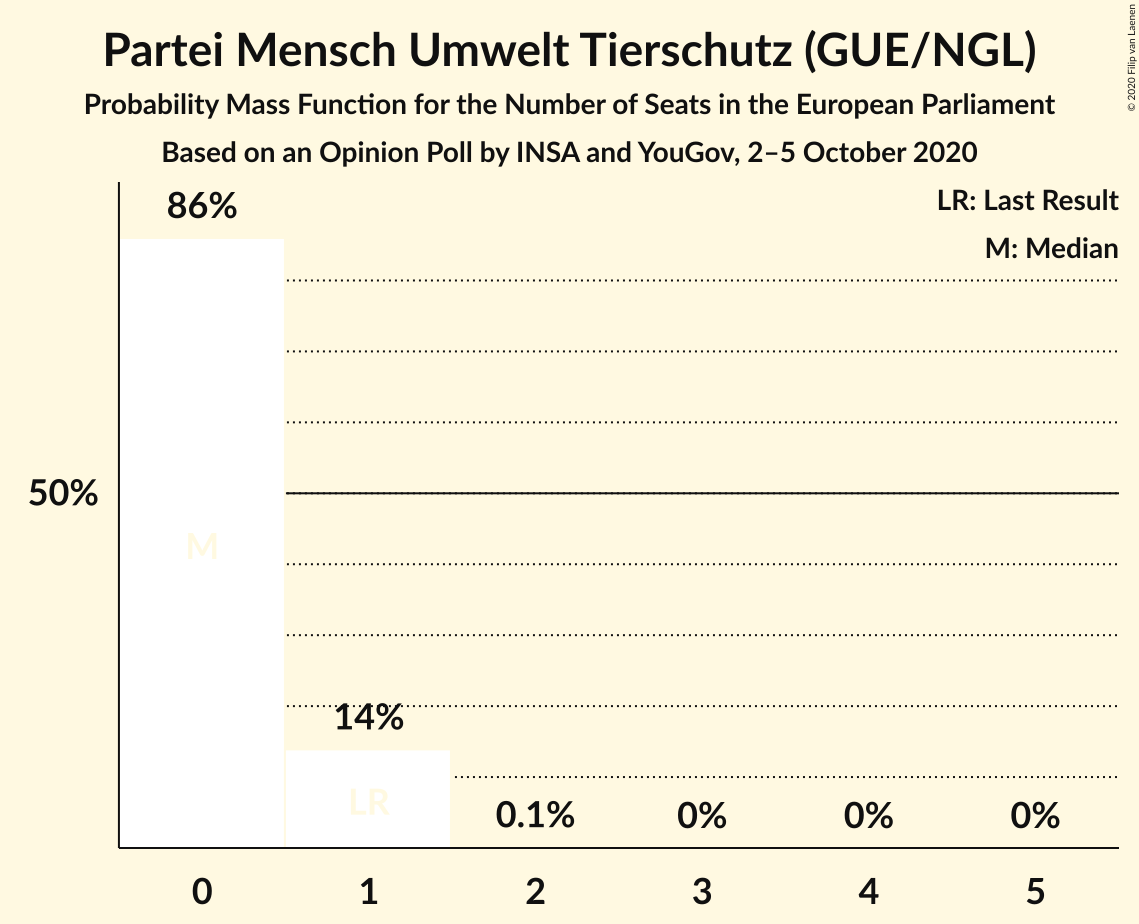 Partei Mensch Umwelt Tierschutz (GUE/NGL)
Probability Mass Function for the Number of Seats in the European Parliament
Based on an Opinion Poll by INSA and YouGov, 2–5 October 2020
© 2020 Filip van Laenen
LR: Last Result
M: Median
86%
50%
M
14%
LR
0.1%
0%
0%
0%
0
1
2
3
4
5